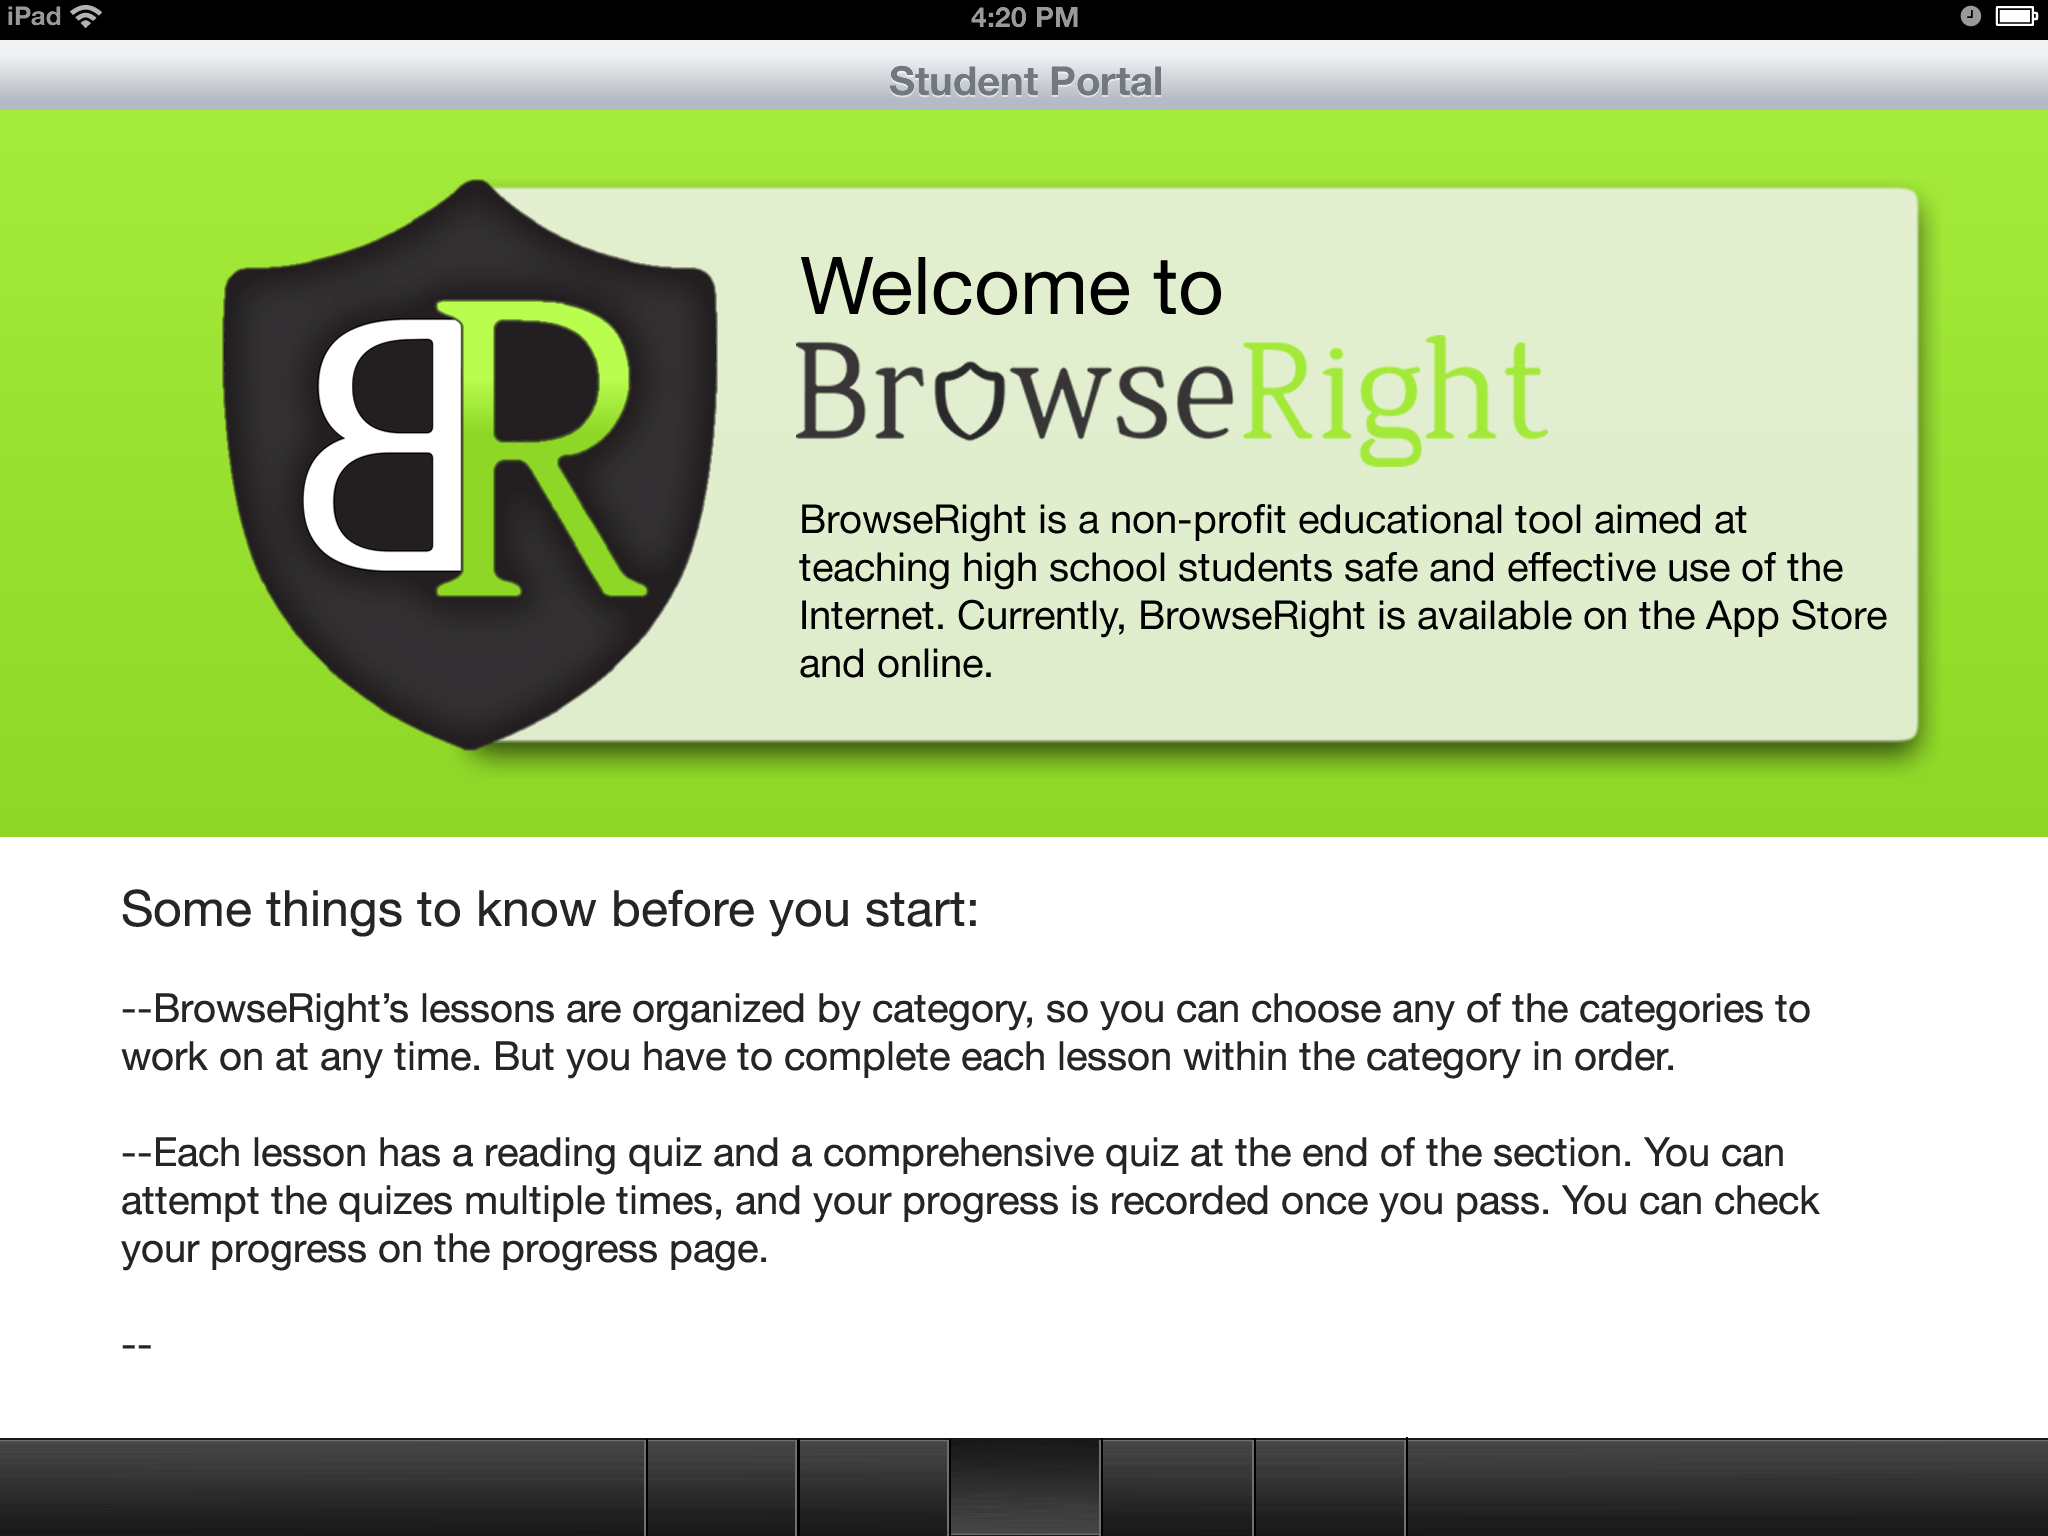 iPad 4:20 PM
Student Portal
BR
Welcome to
BrowseRight
BrowseRight is a non-profit educational tool aimed at
teaching high school students safe and effective use of the
Internet. Currently, BrowseRight is available on the App Store
and online.
Some things to know before you start:
--BrowseRight’s lessons are organized by category, so you can choose any of the categories to
work on at any time. But you have to complete each lesson within the category in order.
--Each lesson has a reading quiz and a comprehensive quiz at the end of the section. You can
attempt the quizes multiple times, and your progress is recorded once you pass. You can check
your progress on the progress page.
--